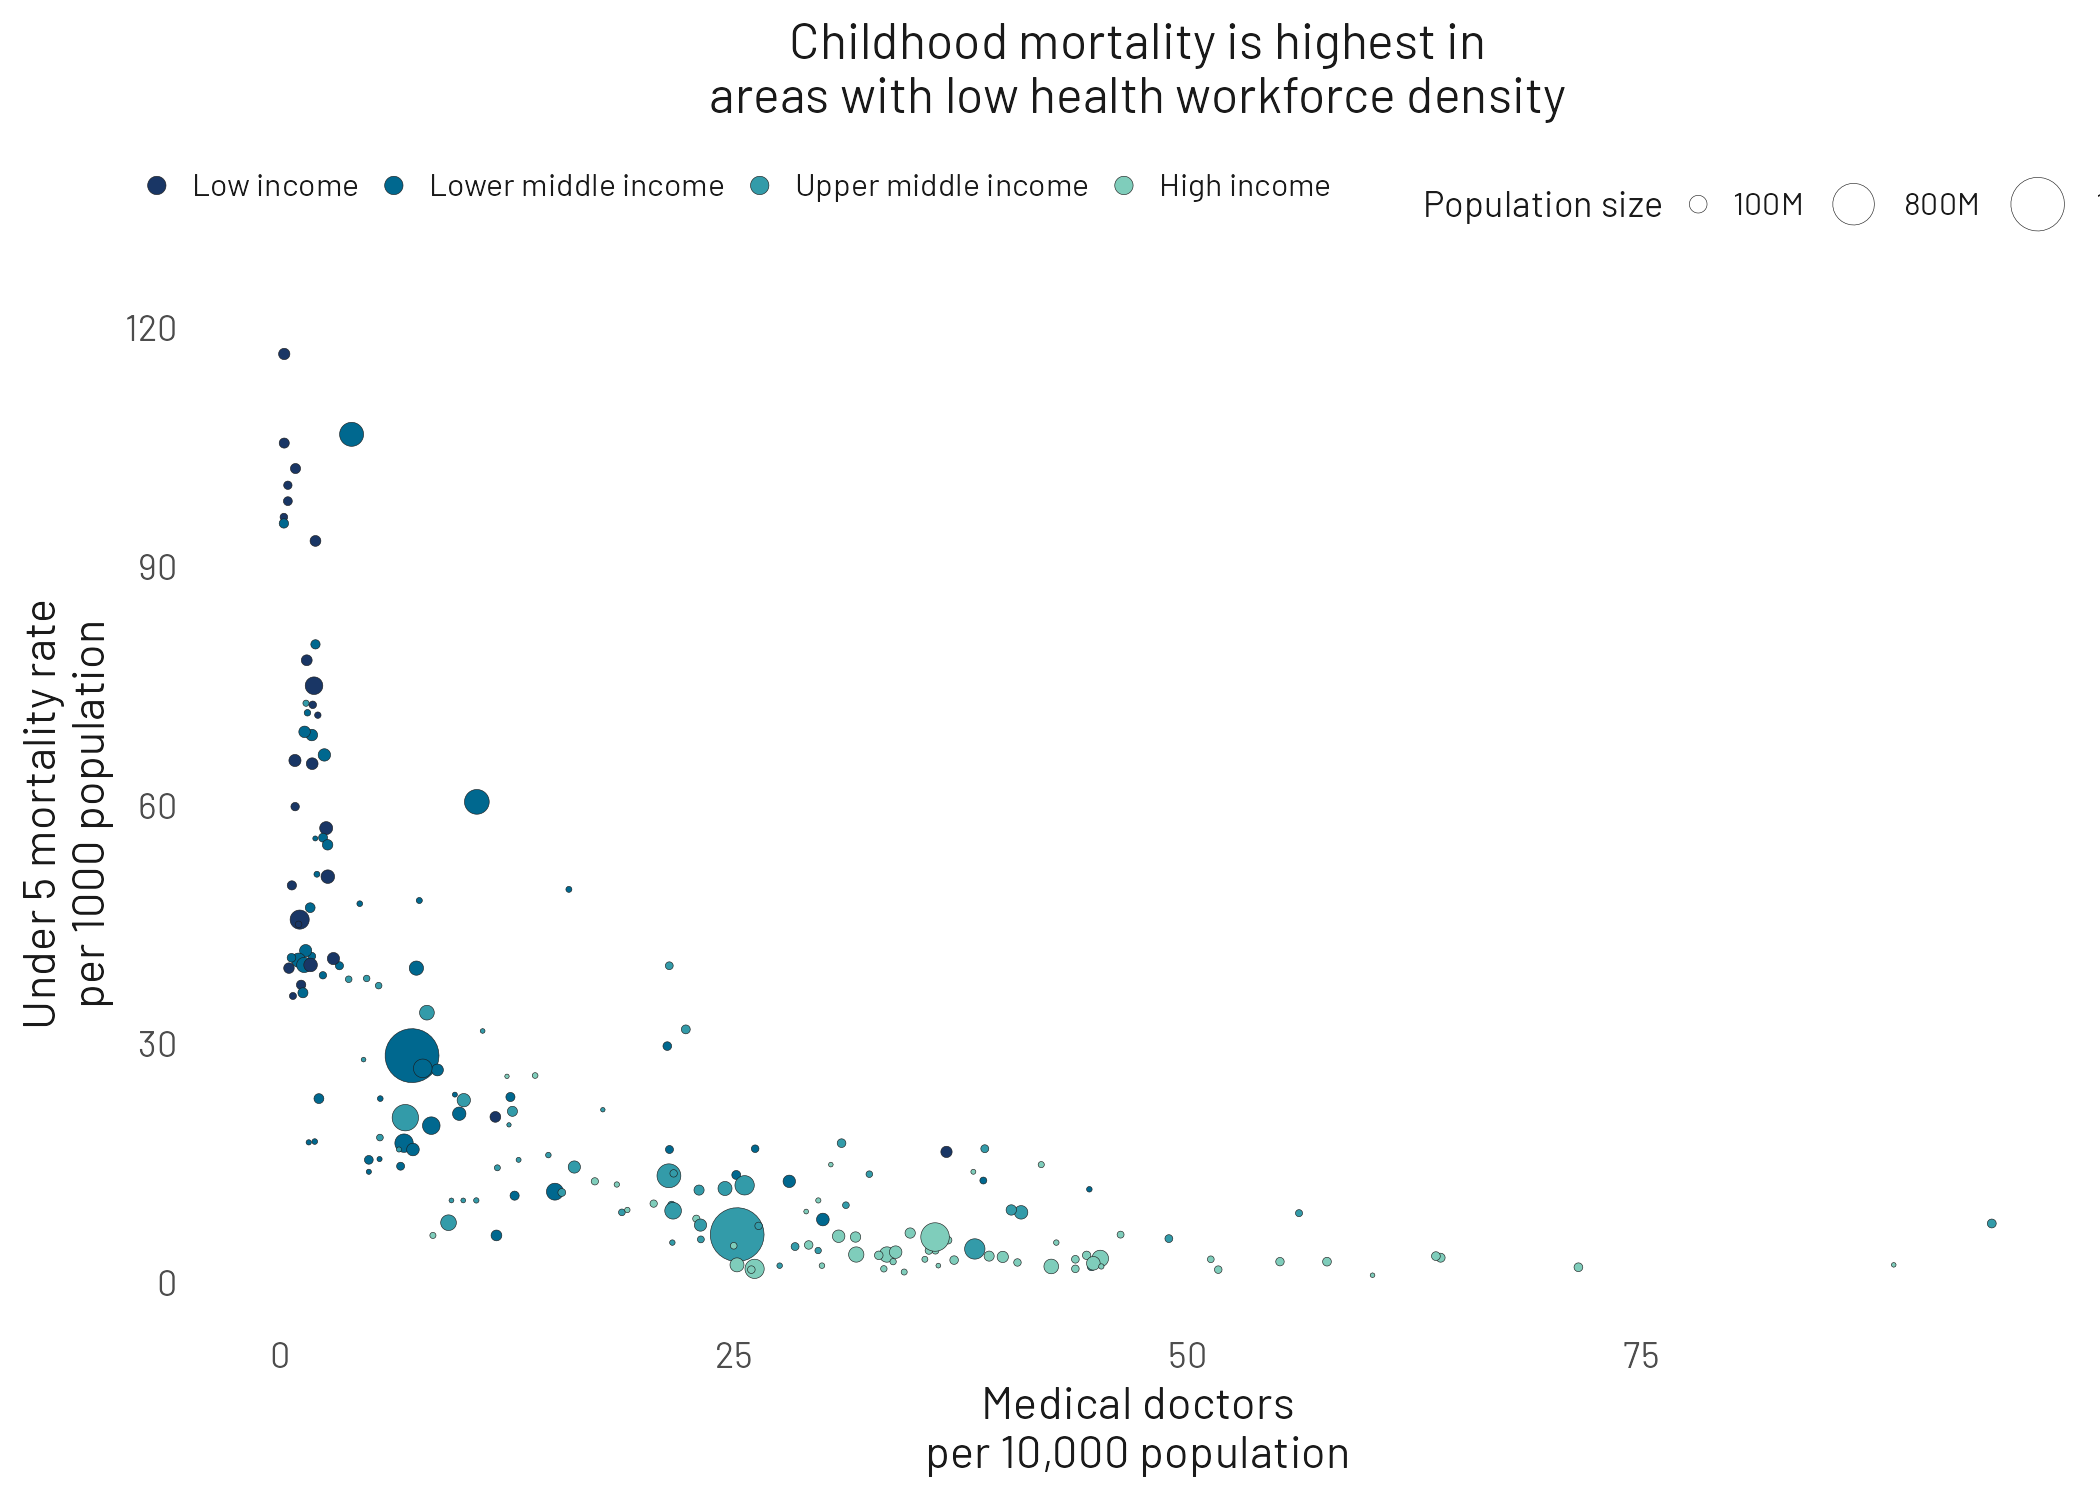 Childhood mortality is highest in
areas with low health workforce density
Low income Lower middle income Upper middle income High income
Population size 100M 800M
120
90
60
30
0
Under 5 mortality rate
per 1000 population
0 25 50 75
Medical doctors
per 10,000 population